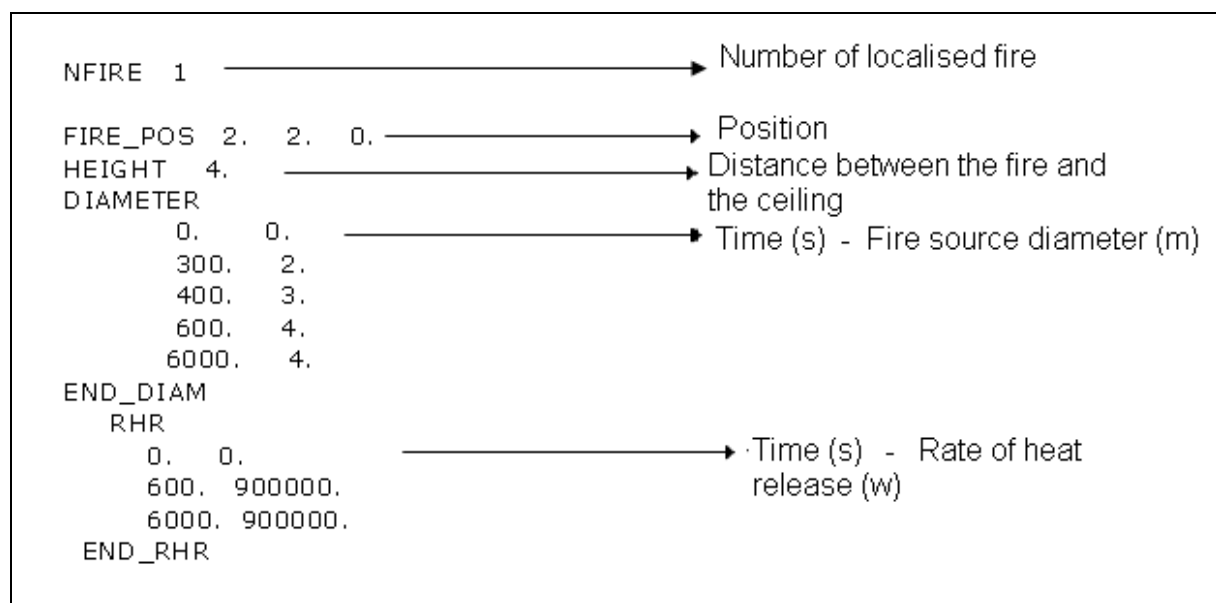 NFIRE 1
Number of localised fire
FIRE_POS 2. 2. 0.
Position
HEIGHT 4.
Distance between the fire and
the ceiling
DIAMETER
0. 0.
Time (s) - Fire source diameter (m)
300. 2.
400. 3.
600. 4.
6000. 4.
END_DIAM
RHR
0. 0.
Time (s) - Rate of heat
release (w)
600. 900000.
6000. 900000.
END_RHR